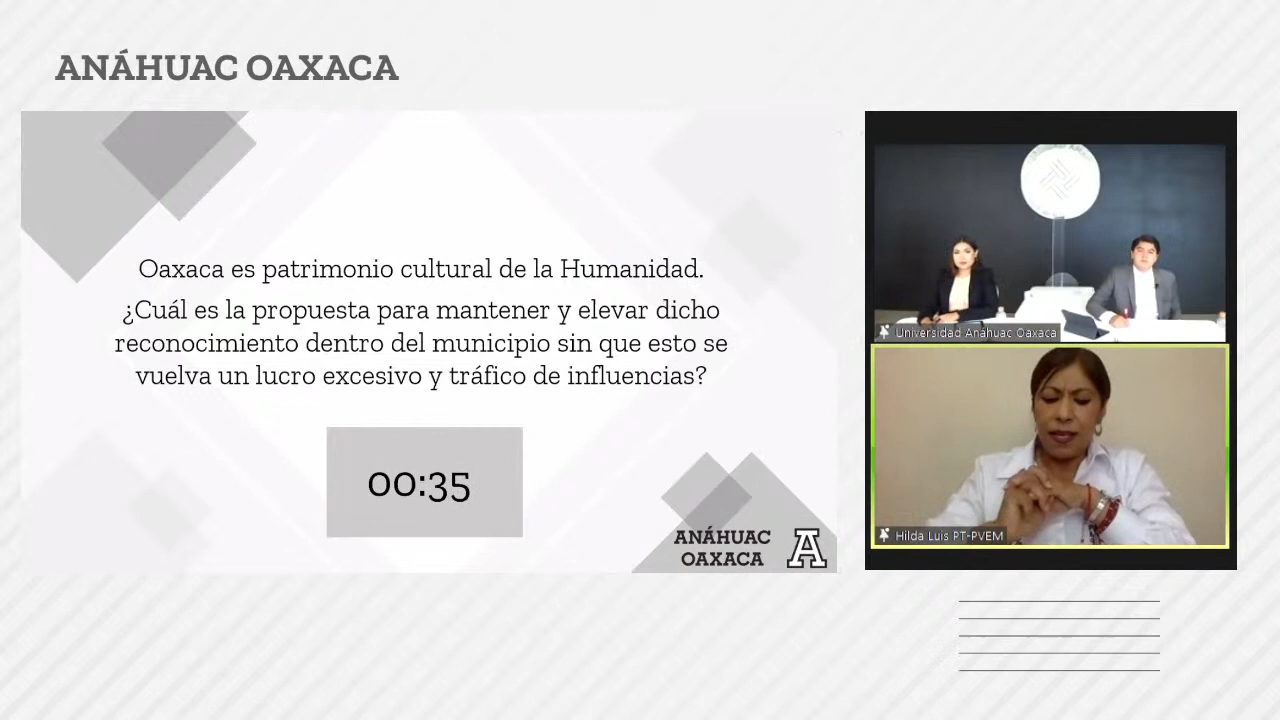 ANÁHUAC OAXACA
Oaxaca es patrimonio cultural de la Humanidad.
¿Cuál es la propuesta para mantener y elevar dicho
reconocimiento dentro del municipio sin que esto se
vuelva un lucro excesivo y tráfico de influencias?
00:35
ANÁHUAC
OAXACA
A
Universidad Anáhuac Oaxaca
Hilda Luis PT-PVEM